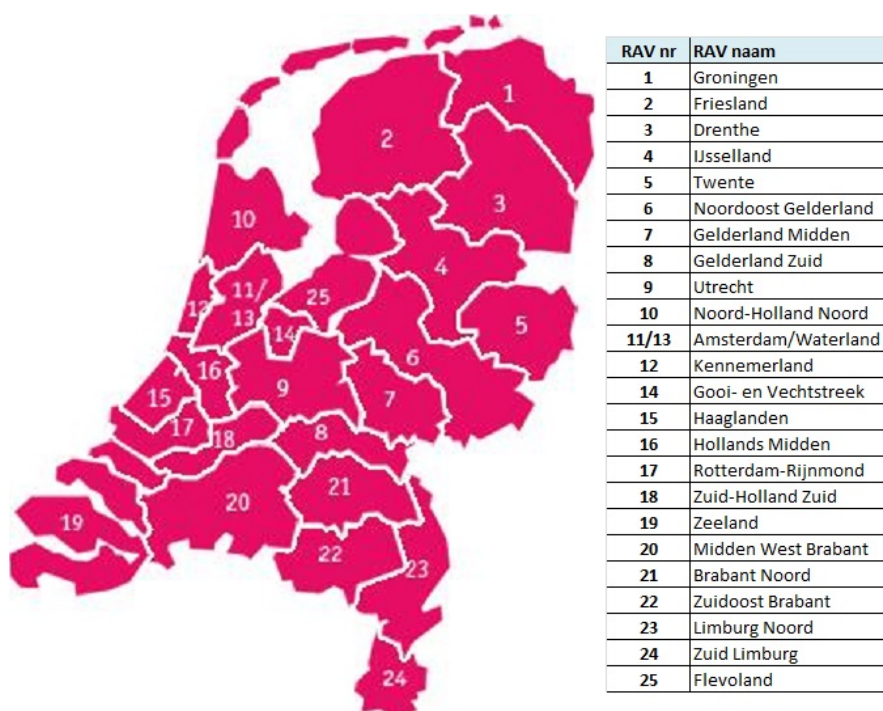 1
2
3
10
4
11/
13
25
12
5
14
6
16
15
9
7
17
18
8
21
20
19
22
23
24
RAV nr RAV naam
1 Groningen
2 Friesland
3 Drenthe
4 IJsselland
5 Twente
6 Noordoost Gelderland
7 Gelderland Midden
8 Gelderland Zuid
9 Utrecht
10 Noord-Holland Noord
11/13 Amsterdam/Waterland
12 Kennemerland
14 Gooi- en Vechtstreek
15 Haaglanden
16 Hollands Midden
17 Rotterdam-Rijnmond
18 Zuid-Holland Zuid
19 Zeeland
20 Midden West Brabant
21 Brabant Noord
22 Zuidoost Brabant
23 Limburg Noord
24 Zuid Limburg
25 Flevoland